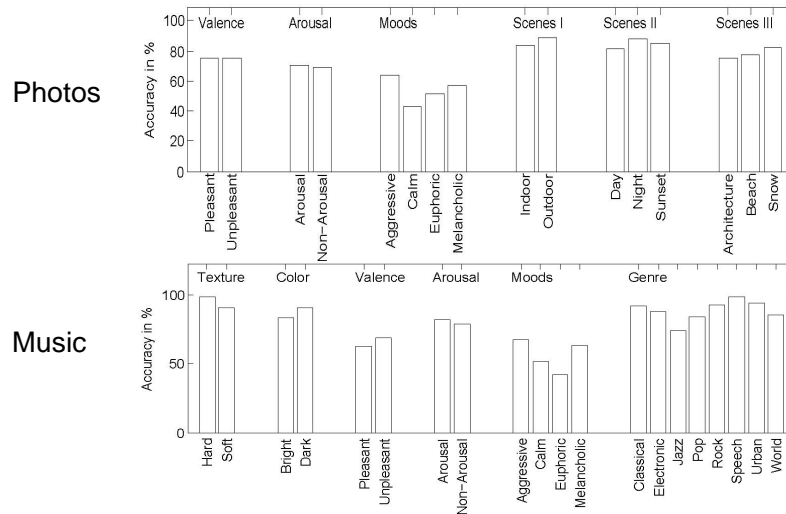 Photos
Accuracy in %
100
80
60
40
20
0
Valence Arousal Moods Scenes I Scenes II Scenes III
Pleasant
Unpleasant
Arousal
Non-Arousal
Aggressive
Calm
Euphoric
Melancholic
Indoor
Outdoor
Day
Night
Sunset
Architecture
Beach
Snow
Music
Accuracy in %
100
50
0
Texture Color Valence Arousal Moods Genre
Hard
Soft
Bright
Dark
Pleasant
Unpleasant
Arousal
Non-Arousal
Aggressive
Calm
Euphoric
Melancholic
Classical
Electronic
Jazz
Pop
Rock
Speech
Urban
World